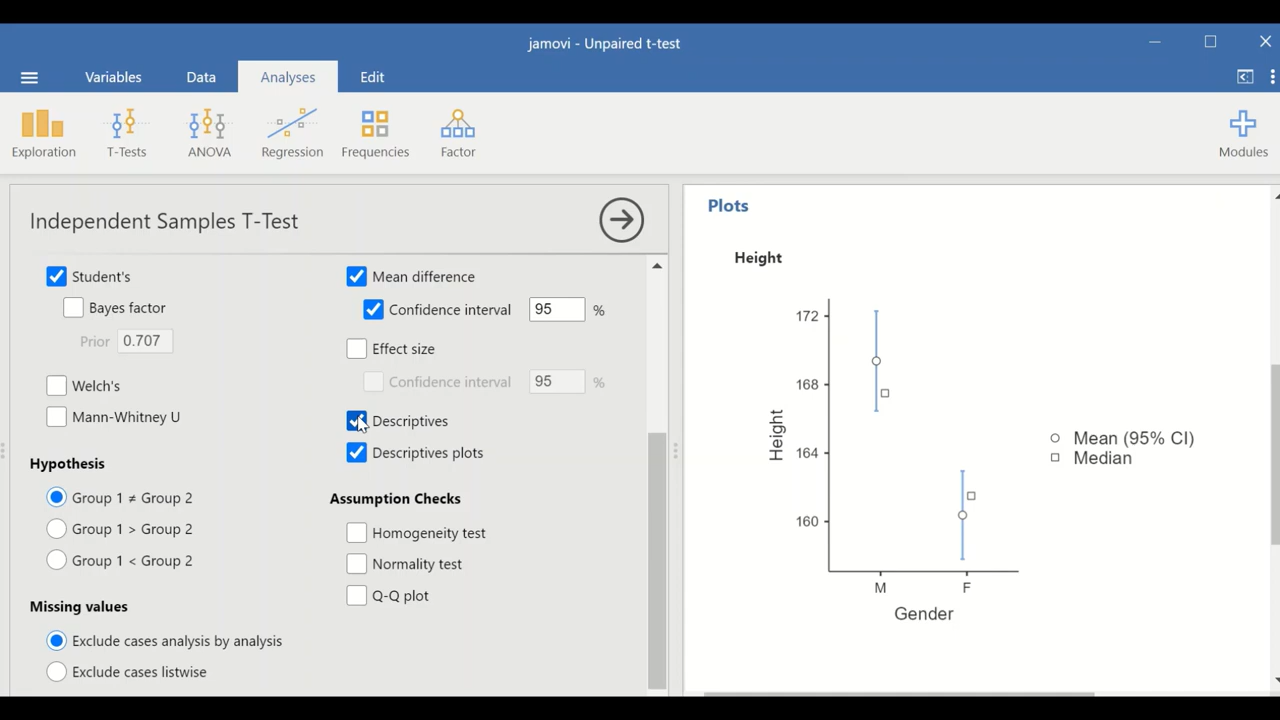 jamovi - Unpaired t-test
Variables Data Analyses Edit
Exploration T-Tests ANOVA Regression Frequencies Factor Modules
Independent Samples T-Test
Student's
Bayes factor
Prior 0.707
Welch's
Mann-Whitney U
Hypothesis
Group 1 ≠ Group 2
Group 1 > Group 2
Group 1 < Group 2
Missing values
Exclude cases analysis by analysis
Exclude cases listwise
Mean difference
Confidence interval 95 %
Effect size
Confidence interval 95 %
Descriptives
Descriptives plots
Assumption Checks
Homogeneity test
Normality test
Q-Q plot
Plots
Height
172
168
164
160
Height
M F
Gender
Mean (95% CI)
Median